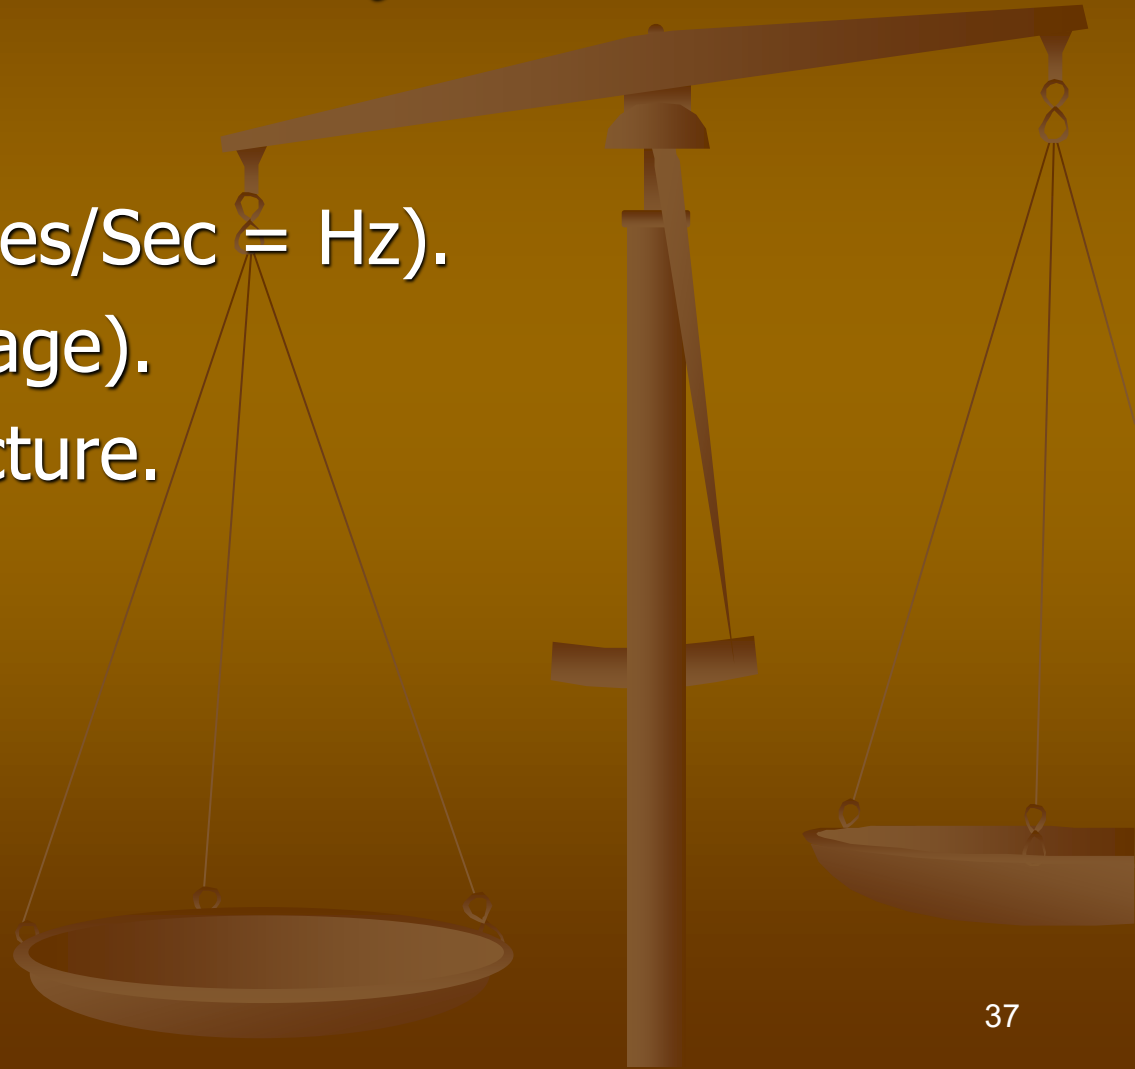 es/Sec = Hz).
age).
cture.
37